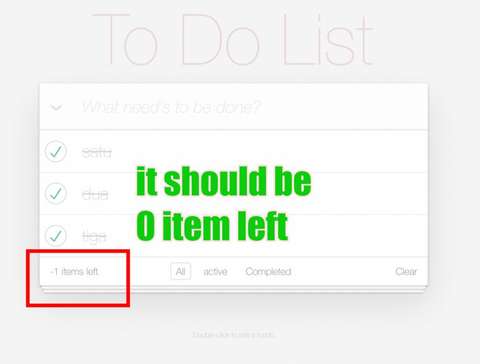 To Do List
What need's to be done?
satu
it should be
dua
0 item left
tiga
-1 items left All active Completed Clear
Double-click to edit a todo